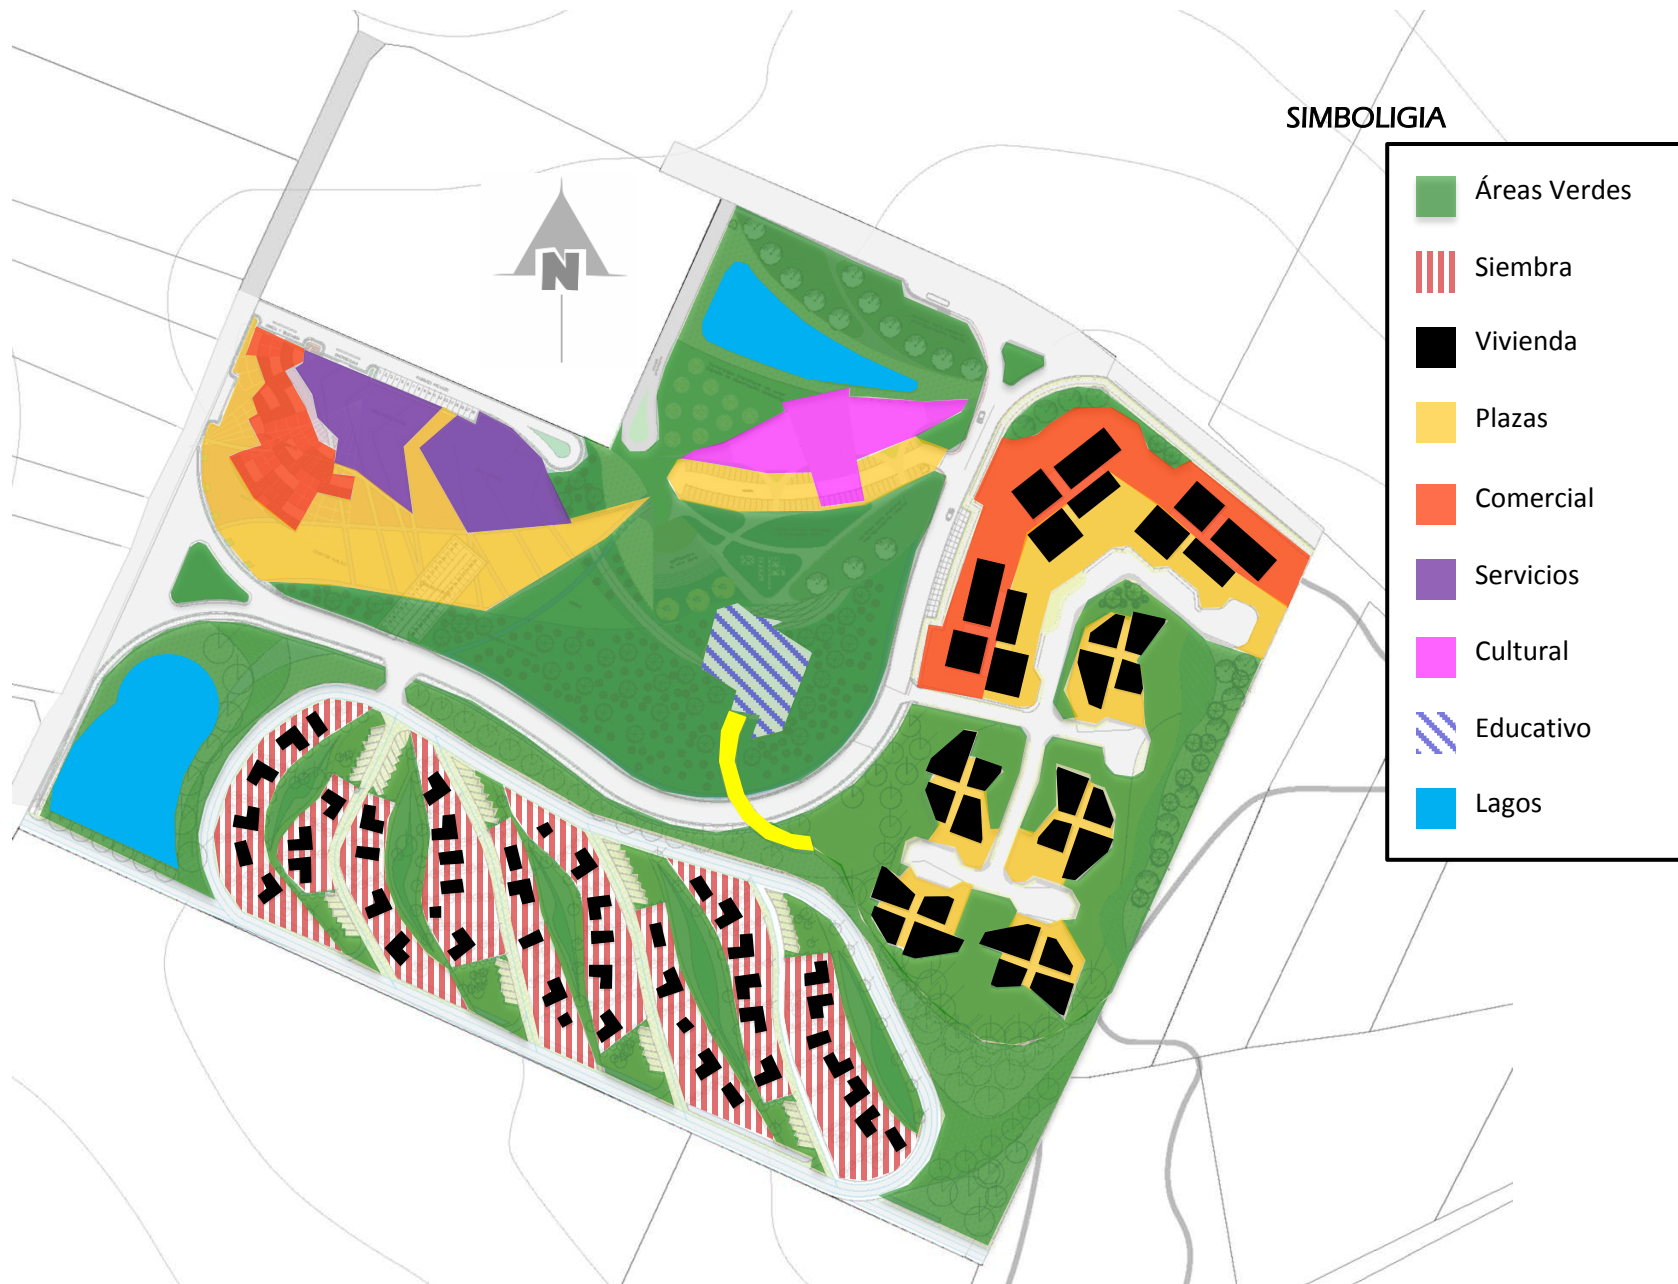 SIMBOLIGIA
Áreas Verdes
Siembra
Vivienda
Plazas
Comercial
Servicios
Cultural
Educativo
Lagos
N